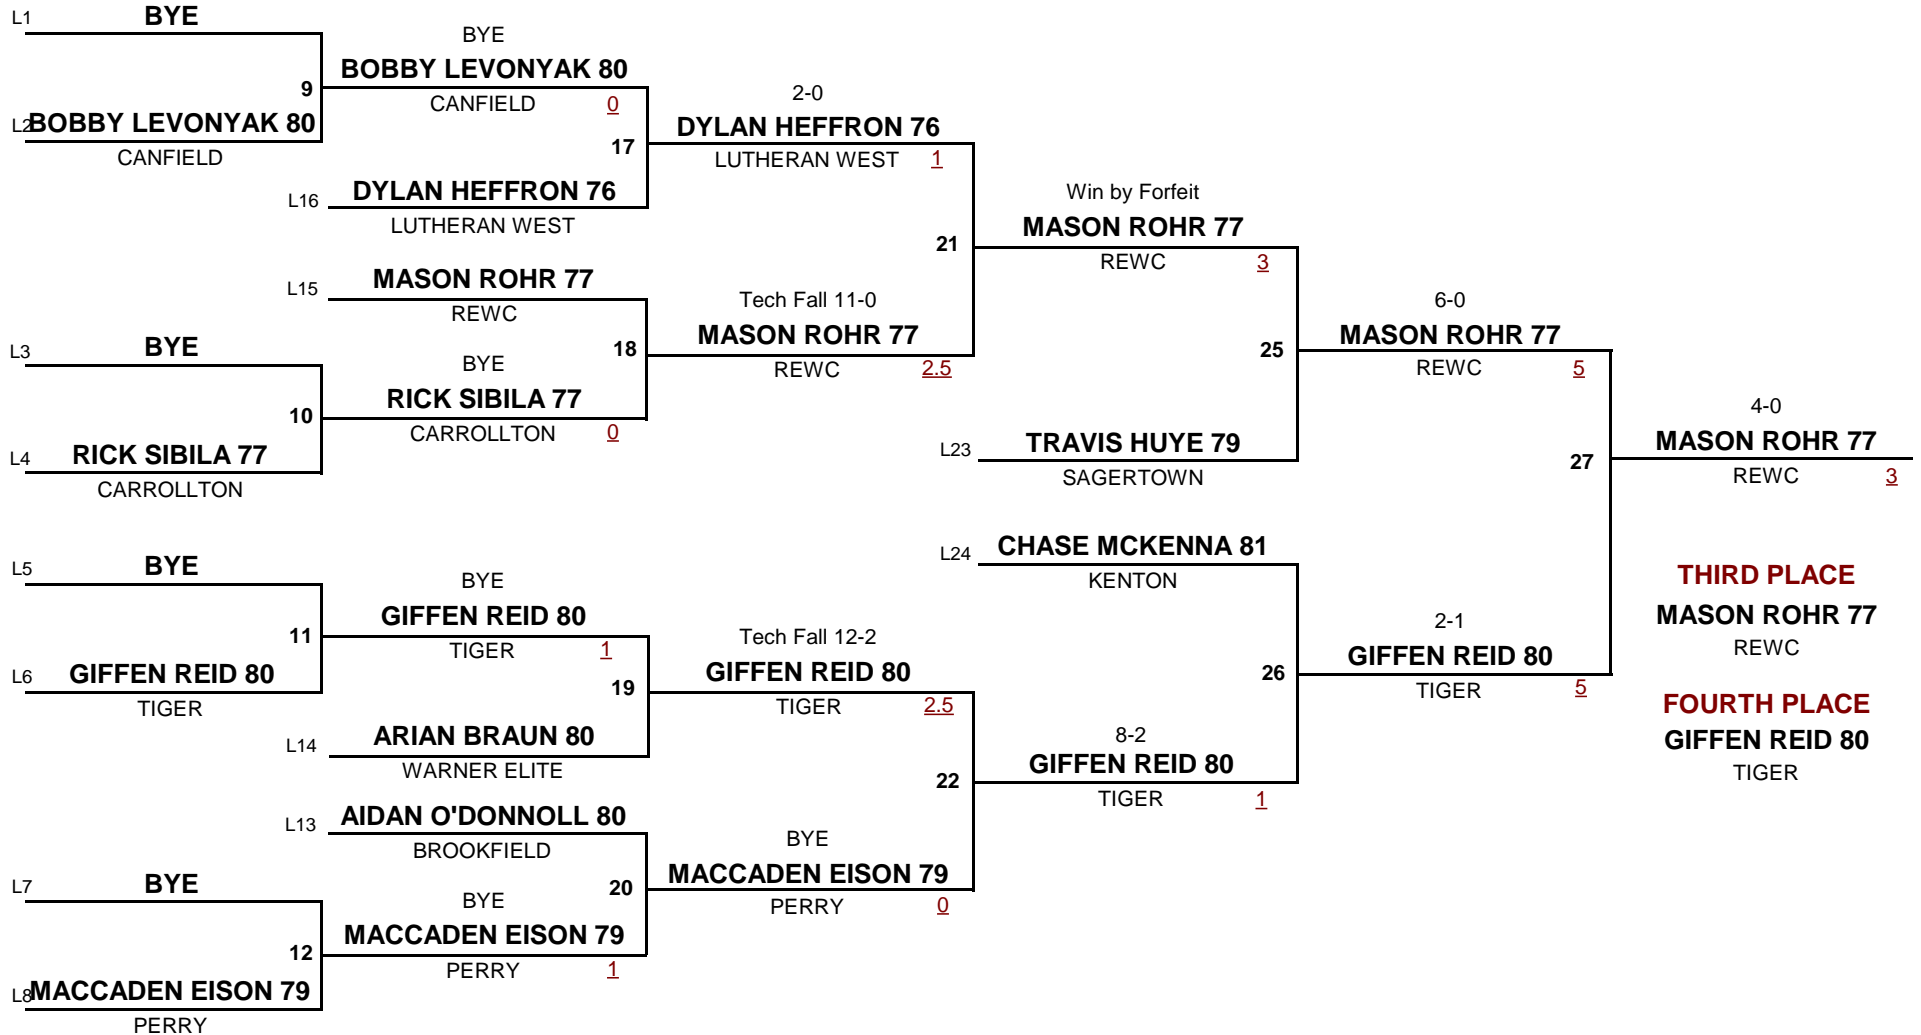 L1
BYE
9
L2
BOBBY LEVONYAK 80
CANFIELD
L3
BYE
10
L4
RICK SIBILA 77
CARROLLTON
L5
BYE
11
L6
GIFFEN REID 80
TIGER
L7
BYE
12
L8
MACCADEN EISON 79
PERRY
BYE
BOBBY LEVONYAK 80
CANFIELD
0
17
L16
DYLAN HEFFRON 76
LUTHERAN WEST
L15
MASON ROHR 77
REWC
18
BYE
RICK SIBILA 77
CARROLLTON
0
BYE
GIFFEN REID 80
TIGER
1
19
L14
ARIAN BRAUN 80
WARNER ELITE
L13
AIDAN O'DONNOLL 80
BROOKFIELD
20
BYE
MACCADEN EISON 79
PERRY
1
2-0
DYLAN HEFFRON 76
LUTHERAN WEST
1
21
Tech Fall 11-0
MASON ROHR 77
REWC
2.5
Tech Fall 12-2
GIFFEN REID 80
TIGER
2.5
22
BYE
MACCADEN EISON 79
PERRY
0
Win by Forfeit
MASON ROHR 77
REWC
3
25
L23
TRAVIS HUYE 79
SAGERTOWN
L24
CHASE MCKENNA 81
KENTON
26
8-2
GIFFEN REID 80
TIGER
1
6-0
MASON ROHR 77
REWC
5
27
2-1
GIFFEN REID 80
TIGER
5
4-0
MASON ROHR 77
REWC
3
THIRD PLACE
MASON ROHR 77
REWC
FOURTH PLACE
GIFFEN REID 80
TIGER